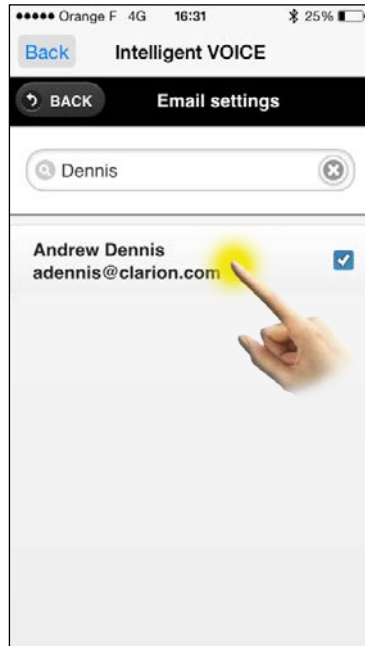 Orange F 4G 16:31 25%
Back Intelligent VOICE
BACK Email settings
Dennis
Andrew Dennis
adennis@clarion.com